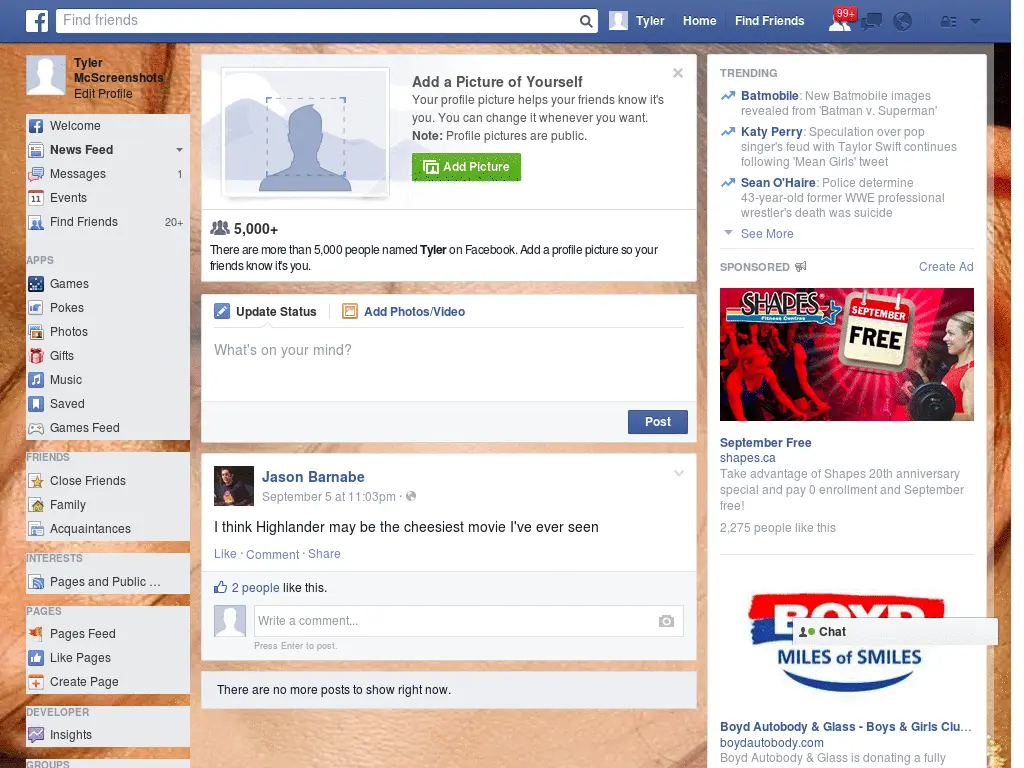 Find friends
Tyler
Home
Find Friends
99+
Tyler
McScreenshots
Edit Profile
Welcome
News Feed
Messages
1
11
Events
Find Friends
20+
APPS
Games
Pokes
Photos
Gifts
Music
Saved
Games Feed
FRIENDS
Close Friends
Family
Acquaintances
INTERESTS
Pages and Public ...
PAGES
Pages Feed
Like Pages
Create Page
DEVELOPER
Insights
GROUPS
Add a Picture of Yourself
Your profile picture helps your friends know it's
you. You can change it whenever you want.
Note: Profile pictures are public.
Add Picture
5,000+
There are more than 5,000 people named Tyler on Facebook. Add a profile picture so your
friends know it's you.
Update Status
Add Photos/Video
What's on your mind?
Post
Jason Barnabe
September 5 at 11:03pm ·
I think Highlander may be the cheesiest movie I've ever seen
Like · Comment · Share
2 people like this.
Write a comment...
Press Enter to post.
There are no more posts to show right now.
TRENDING
Batmobile: New Batmobile images
revealed from 'Batman v. Superman'
Katy Perry: Speculation over pop
singer's feud with Taylor Swift continues
following 'Mean Girls' tweet
Sean O'Haire: Police determine
43-year-old former WWE professional
wrestler's death was suicide
See More
SPONSORED
Create Ad
SHAPES
Fitness Centres
SEPTEMBER
FREE
September Free
shapes.ca
Take advantage of Shapes 20th anniversary
special and pay 0 enrollment and September
free!
2,275 people like this
BOYD
Chat
MILES of SMILES
Boyd Autobody & Glass - Boys & Girls Clu...
boydautobody.com
Boyd Autobody & Glass is donating a fully